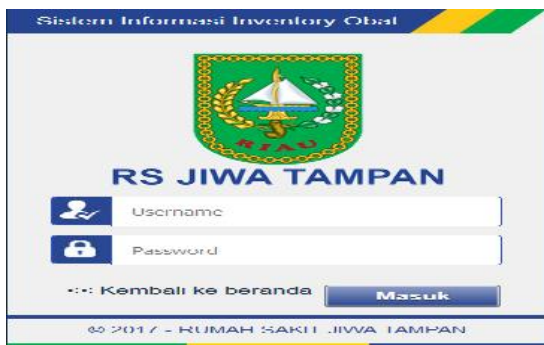 Sistem Informasi Inventory Obat
RIAU
RS JIWA TAMPAN
Username
Password
<< Kembali ke beranda
Masuk
© 2017 - RUMAH SAKIT JIWA TAMPAN